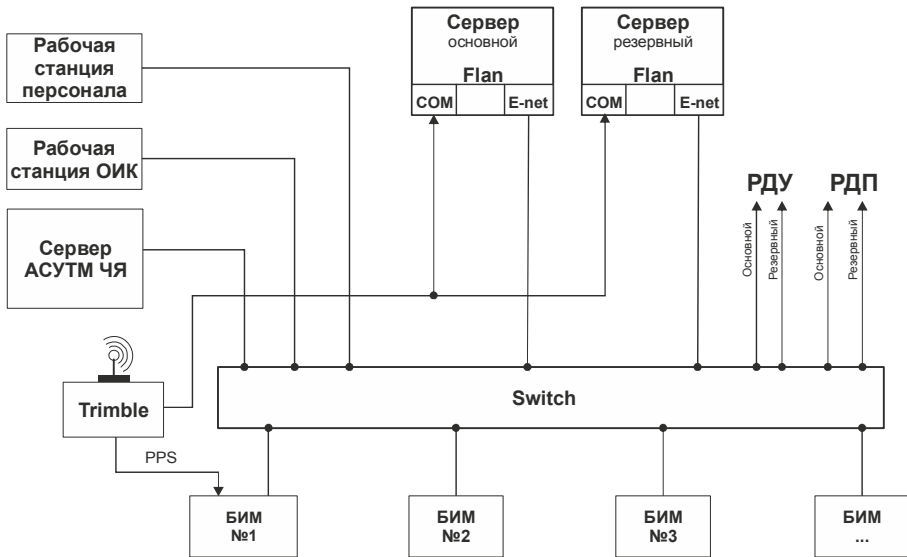 Рабочая
станция
персонала
Рабочая
станция ОИК
Сервер
АСУТМ ЧЯ
Сервер
основной
Flan
COM
E-net
Сервер
резервный
Flan
COM
E-net
РДУ
РДП
Основной
Резервный
Основной
Резервный
Trimble
PPS
Switch
БИМ
№1
БИМ
№2
БИМ
№3
БИМ
...